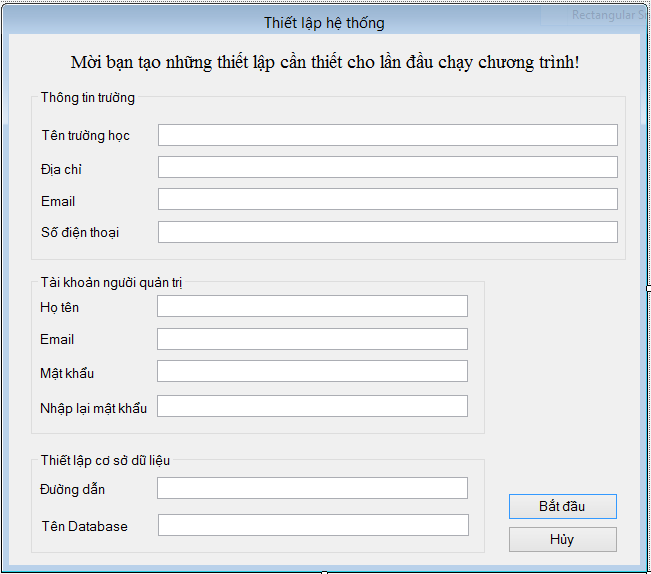 Rectangular S
Thiết lập hệ thống
Mời bạn tạo những thiết lập cần thiết cho lần đầu chạy chương trình!
Thông tin trường
Tên trường học
Địa chỉ
Email
Số điện thoại
Tài khoản người quản trị
Họ tên
Email
Mật khẩu
Nhập lại mật khẩu
Thiết lập cơ sở dữ liệu
Đường dẫn
Tên Database
Bắt đầu
Hủy